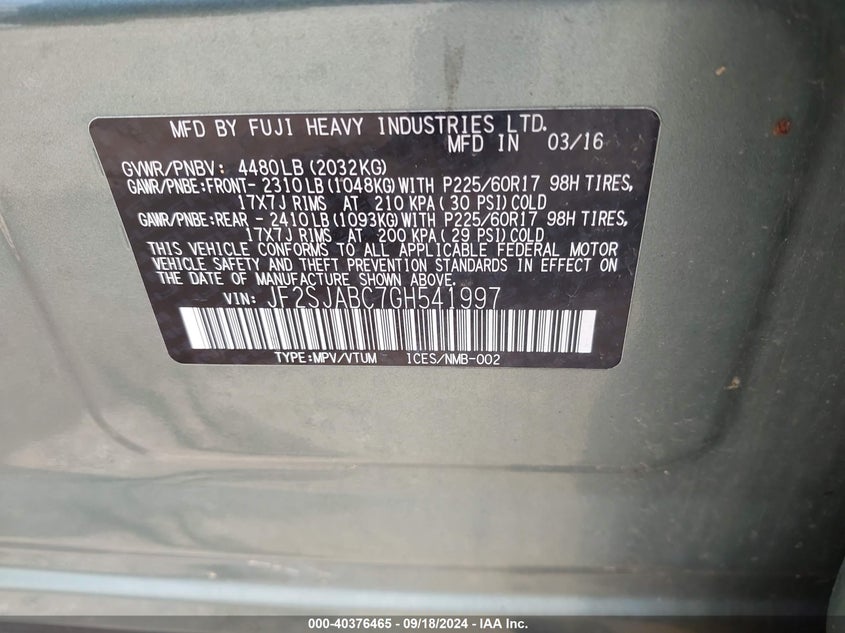 MFD BY FUJI HEAVY INDUSTRIES LTD.
MFD IN 03/16
GVWR/PNBV: 4480LB (2032KG)
GAWR/PNBE:FRONT- 2310LB (1048KG) WITH P225/60R17 98H TIRES,
17X7J RIMS AT 210 KPA ( 30 PSI) COLD
GAWR/PNBE:REAR - 2410LB (1093KG) WITH P225/60R17 98H TIRES,
17X7J RIMS AT 200 KPA (29 PSI) COLD
THIS VEHICLE CONFORMS TO ALL APPLICABLE FEDERAL MOTOR
VEHICLE SAFETY AND THEFT PREVENTION STANDARDS IN EFFECT ON
THE DATE OF MANUFACTURE SHOWN ABOVE.
VIN: JF2SJABC7GH541997
TYPE:MPV/VTUM ICES/NMB-002
000-40376465 - 09/18/2024 - IAA Inc.